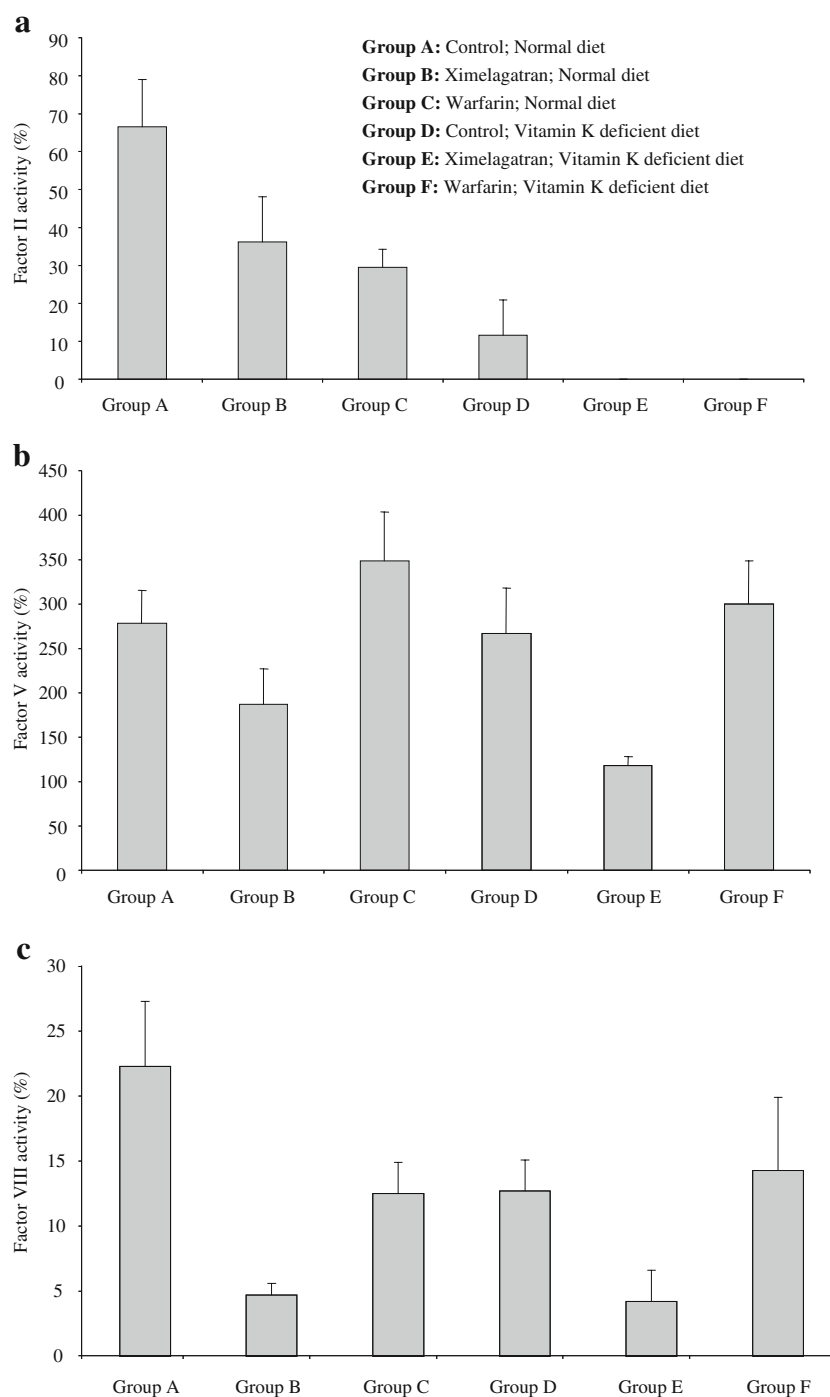 a
Group A: Control; Normal diet
Group B: Ximelagatran; Normal diet
Group C: Warfarin; Normal diet
Group D: Control; Vitamin K deficient diet
Group E: Ximelagatran; Vitamin K deficient diet
Group F: Warfarin; Vitamin K deficient diet
Factor II activity (%)
90
80
70
60
50
40
30
20
10
0
Group A Group B Group C Group D Group E Group F
b
Factor V activity (%)
450
400
350
300
250
200
150
100
50
0
Group A Group B Group C Group D Group E Group F
c
Factor VIII activity (%)
30
25
20
15
10
5
0
Group A Group B Group C Group D Group E Group F